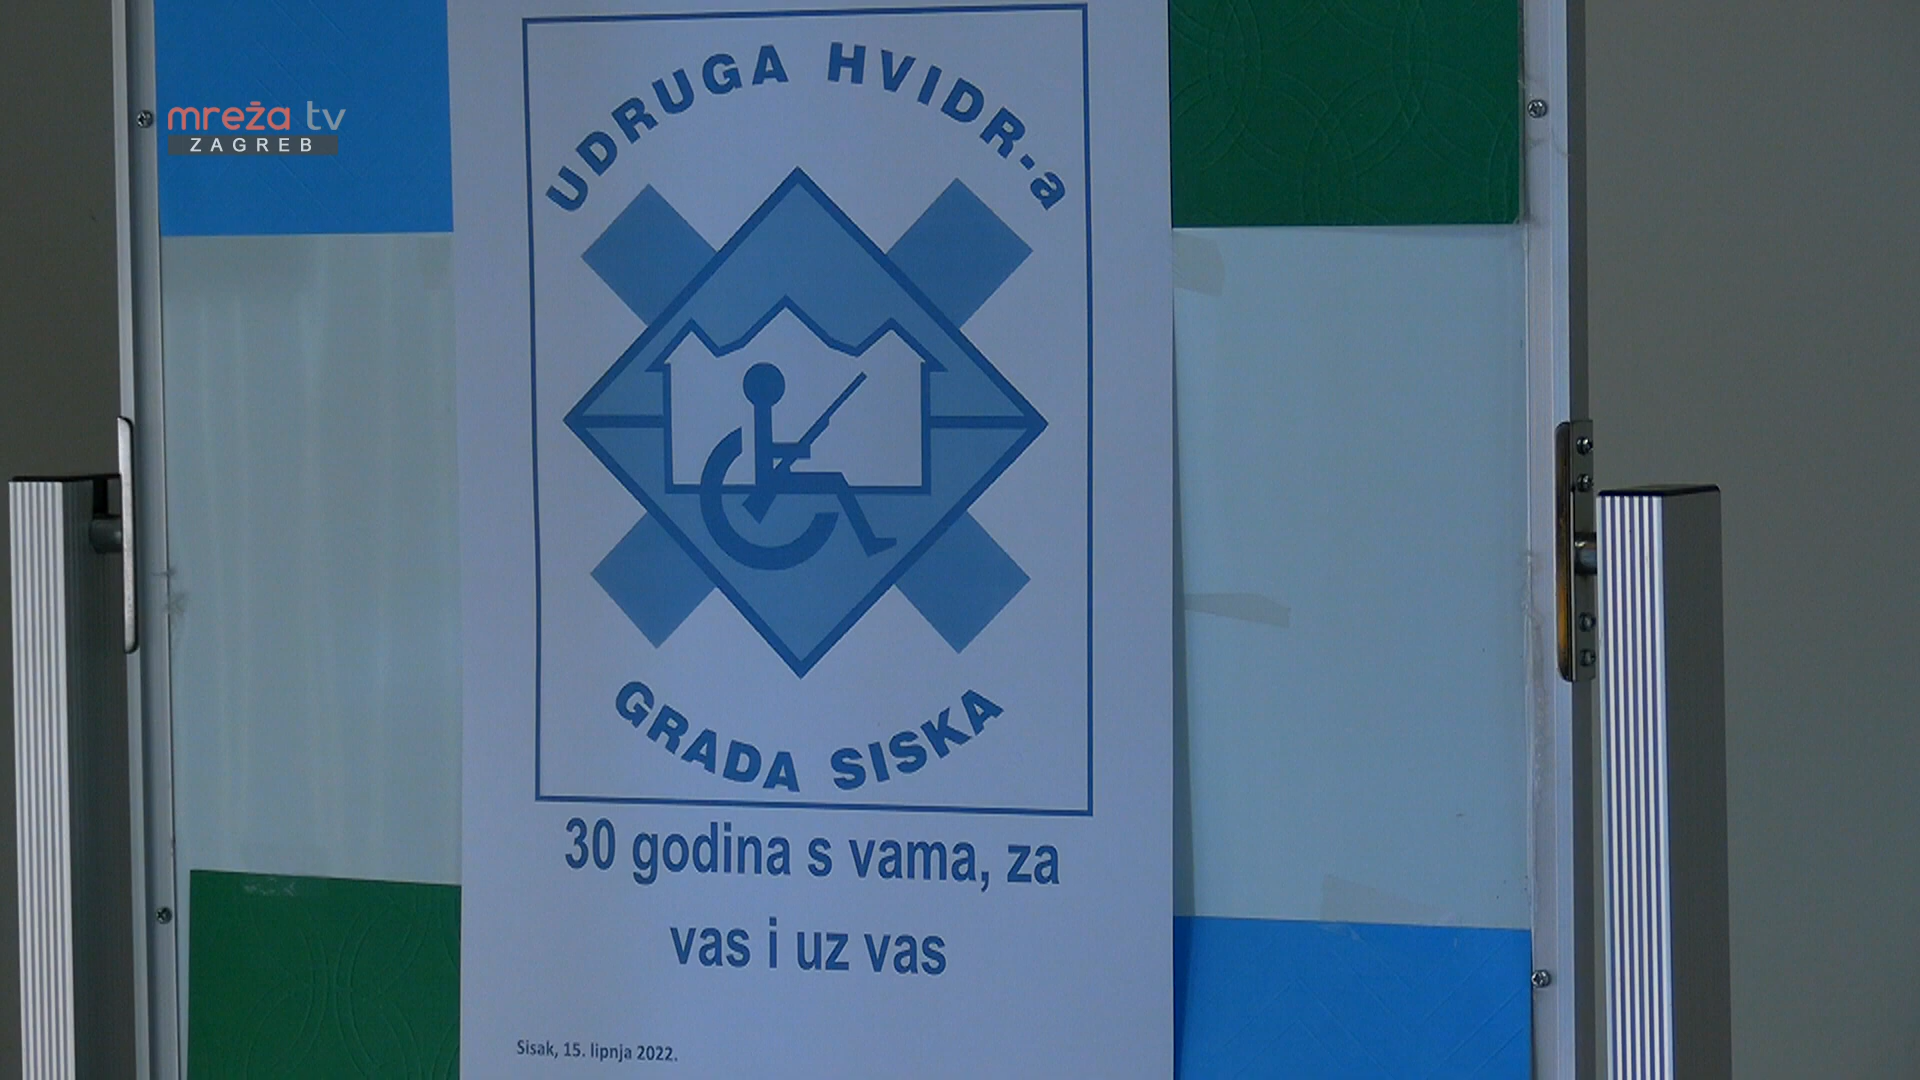 mreža tv
ZAGREB
UDRUGA HVIDR-a
GRADA SISKA
30 godina s vama, za
vas i uz vas
Sisak, 15. lipnja 2022.